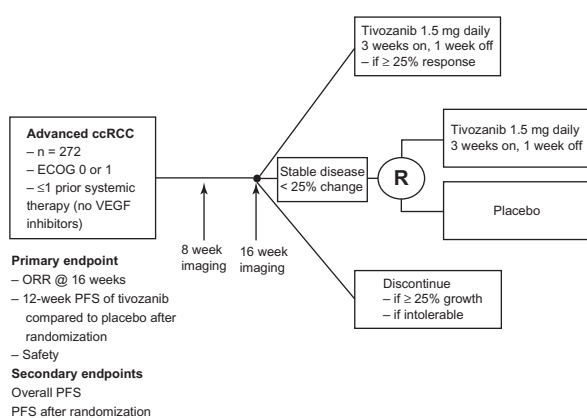 Tivozanib 1.5 mg daily
3 weeks on, 1 week off
– if ≥ 25% response
Advanced ccRCC
– n = 272
– ECOG 0 or 1
– ≤1 prior systemic
therapy (no VEGF
inhibitors)
8 week
imaging
16 week
imaging
Stable disease
< 25% change
R
Tivozanib 1.5 mg daily
3 weeks on, 1 week off
Placebo
Discontinue
– if ≥ 25% growth
– if intolerable
Primary endpoint
– ORR @ 16 weeks
– 12-week PFS of tivozanib
compared to placebo after
randomization
– Safety
Secondary endpoints
Overall PFS
PFS after randomization